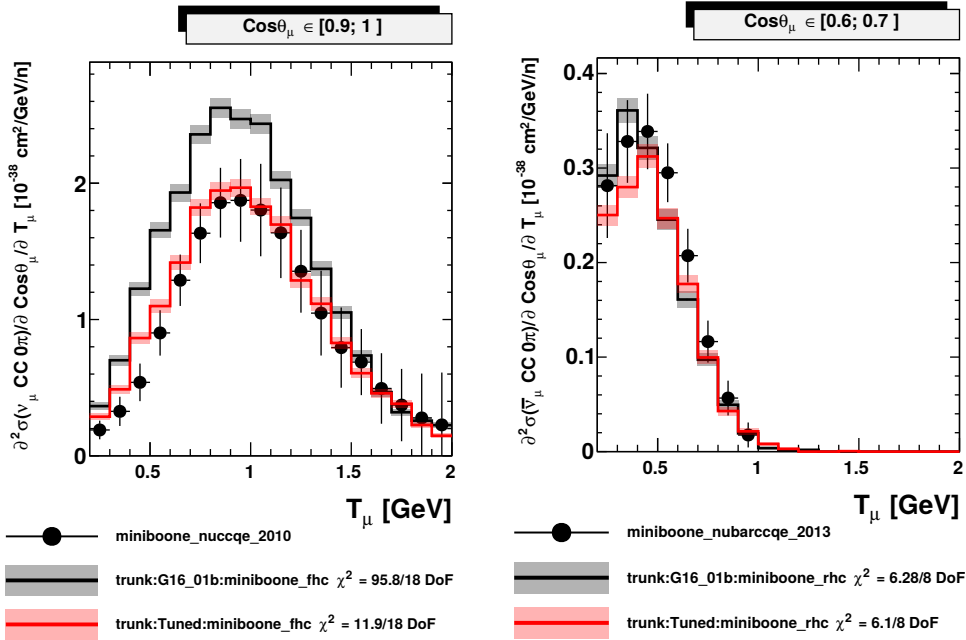 Cosθμ ∈ [0.9; 1 ]
∂²σ(νμ CC 0π)/∂ Cosθμ/∂ Tμ [10⁻³⁸ cm²/GeV/n]
2
1
0
0.5 1 1.5 2
Tμ [GeV]
miniboone_nuccqe_2010
trunk:G16_01b:miniboone_fhc χ² = 95.8/18 DoF
trunk:Tuned:miniboone_fhc χ² = 11.9/18 DoF
Cosθμ ∈ [0.6; 0.7 ]
∂²σ(ν̅μ CC 0π)/∂ Cosθμ/∂ Tμ [10⁻³⁸ cm²/GeV/n]
0.4
0.3
0.2
0.1
0
0.5 1 1.5 2
Tμ [GeV]
miniboone_nubarccqe_2013
trunk:G16_01b:miniboone_rhc χ² = 6.28/8 DoF
trunk:Tuned:miniboone_rhc χ² = 6.1/8 DoF